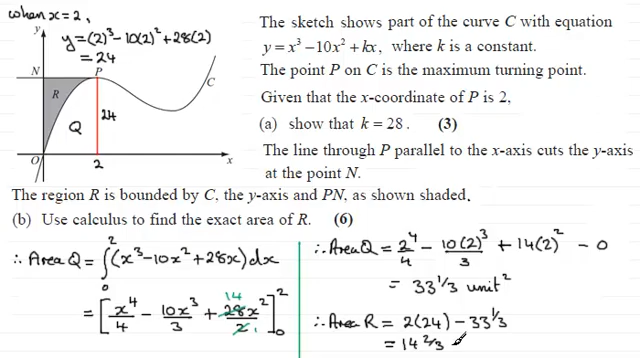 when x = 2,
y = (2)³ - 10(2)² + 28(2)
= 24
y
N
P
R
C
24
Q
O
2
x
The sketch shows part of the curve C with equation
y = x³ − 10x² + kx, where k is a constant.
The point P on C is the maximum turning point.
Given that the x-coordinate of P is 2,
(a) show that k = 28. (3)
The line through P parallel to the x-axis cuts the y-axis
at the point N.
The region R is bounded by C, the y-axis and PN, as shown shaded.
(b) Use calculus to find the exact area of R. (6)
∴ Area Q = ∫₀² (x³ − 10x² + 28x) dx
= [x⁴/4 − 10x³/3 + 14 28x²/2 1]₀²
∴ Area Q = 2⁴/4 − 10(2)³/3 + 14(2)² − 0
= 33 1/3 unit²
∴ Area R = 2(24) − 33 1/3
= 14 2/3